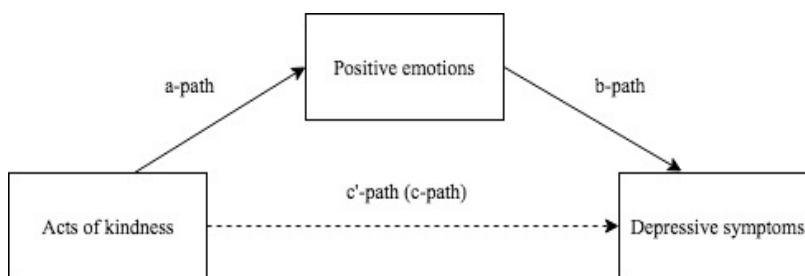 Positive emotions
a-path
b-path
c'-path (c-path)
Acts of kindness
Depressive symptoms